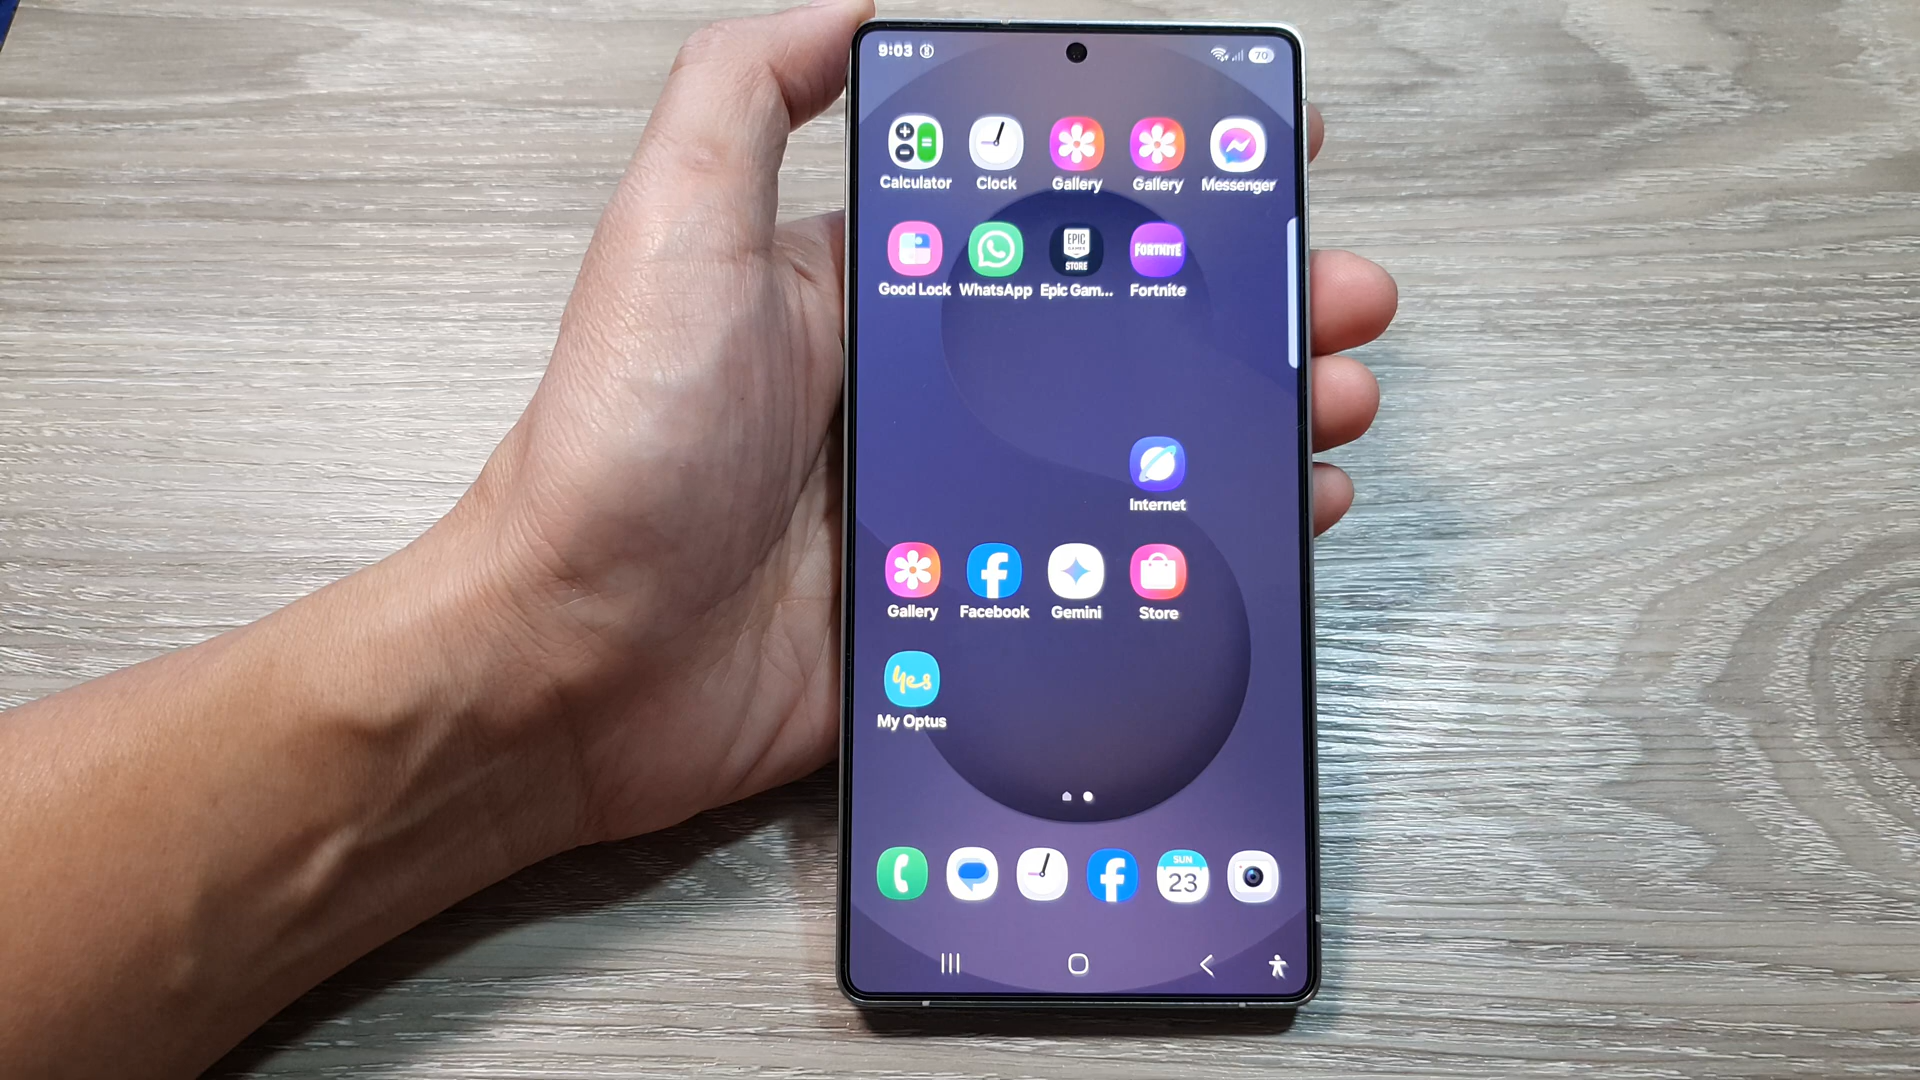 9:03
70
Calculator Clock Gallery Gallery Messenger
EPIC
GAMES
STORE
FORTNITE
Good Lock WhatsApp Epic Gam... Fortnite
Internet
Gallery Facebook Gemini Store
yes
My Optus
SUN
23